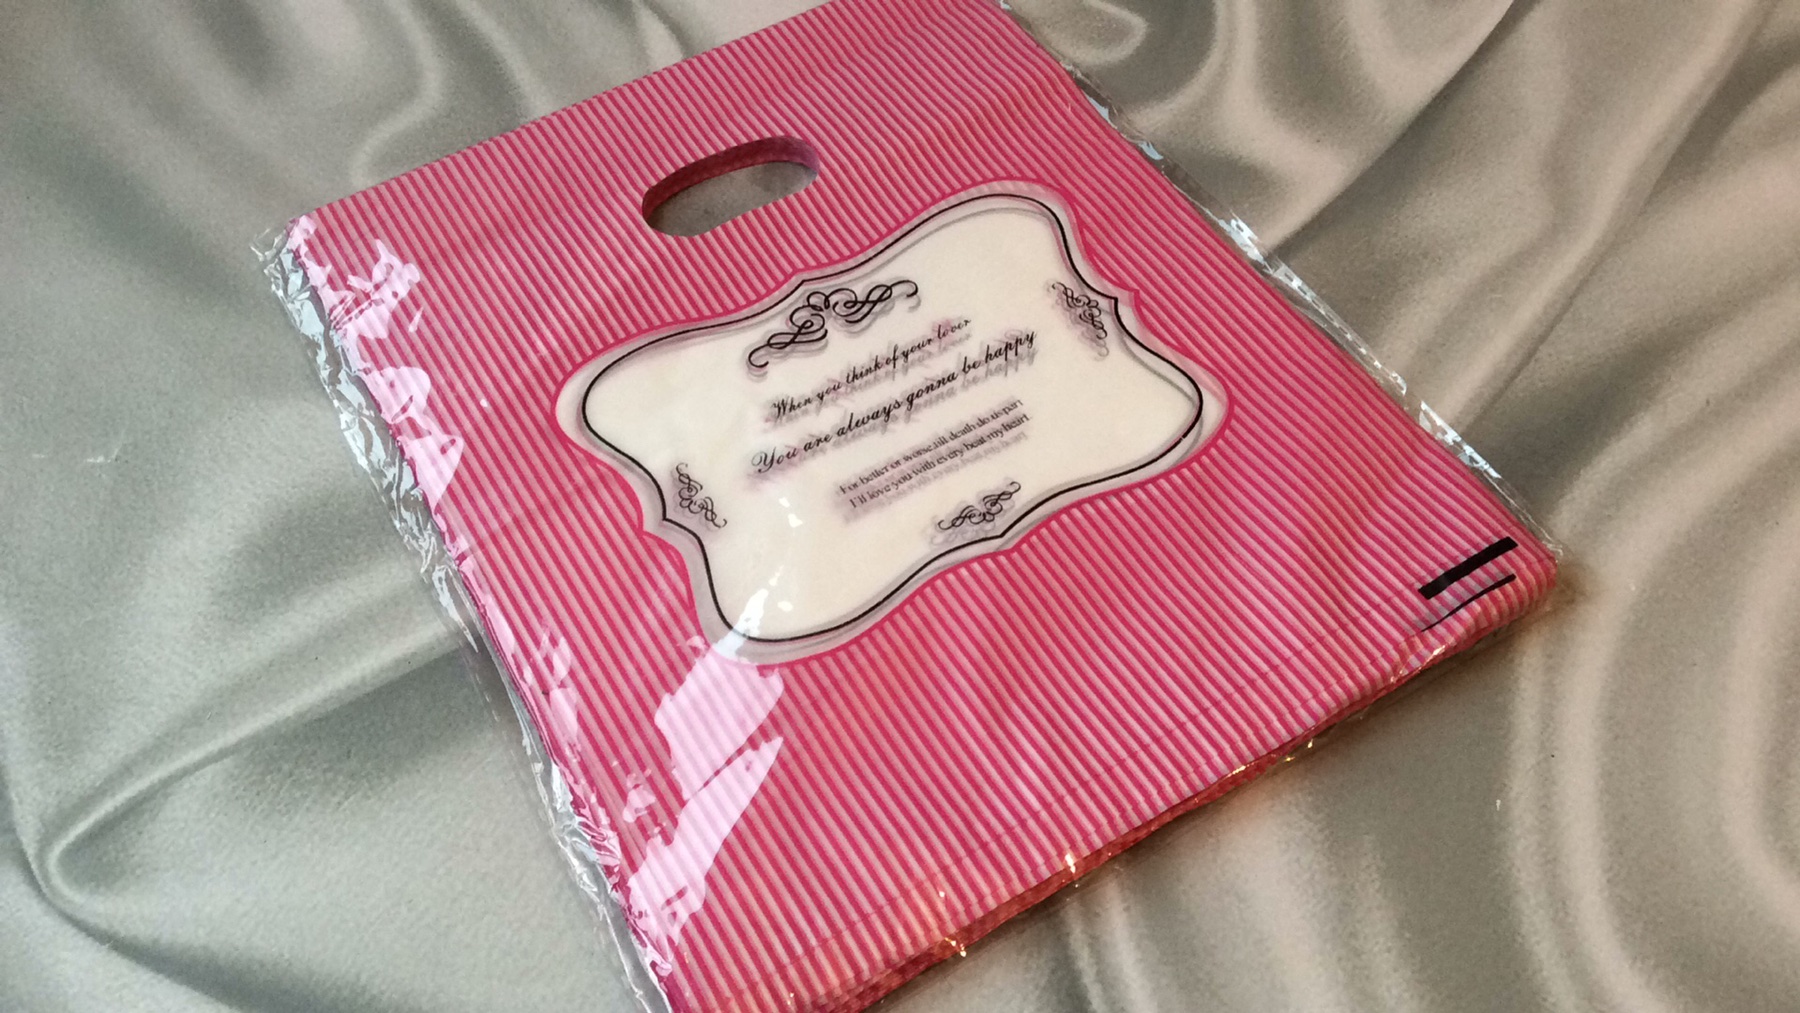 When you think of your lover
You are always gonna be happy
For better or worse,till death do us part
I'll love you with every beat my heart